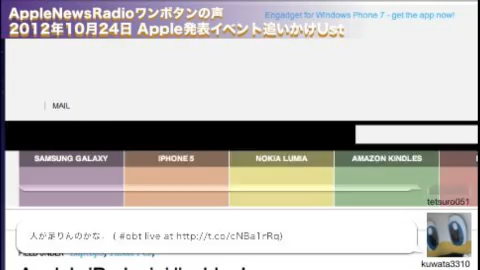 AppleNewsRadioワンボタンの声
Engadget for Windows Phone 7 - get the app now!
2012年10月24日 Apple発表イベント追いかけUst
MAIL
SAMSUNG GALAXY
IPHONE 5
NOKIA LUMIA
AMAZON KINDLES
tetsuro051
人が足りんのかな． ( #obt live at http://t.co/cNBa1rRq)
kuwata3310